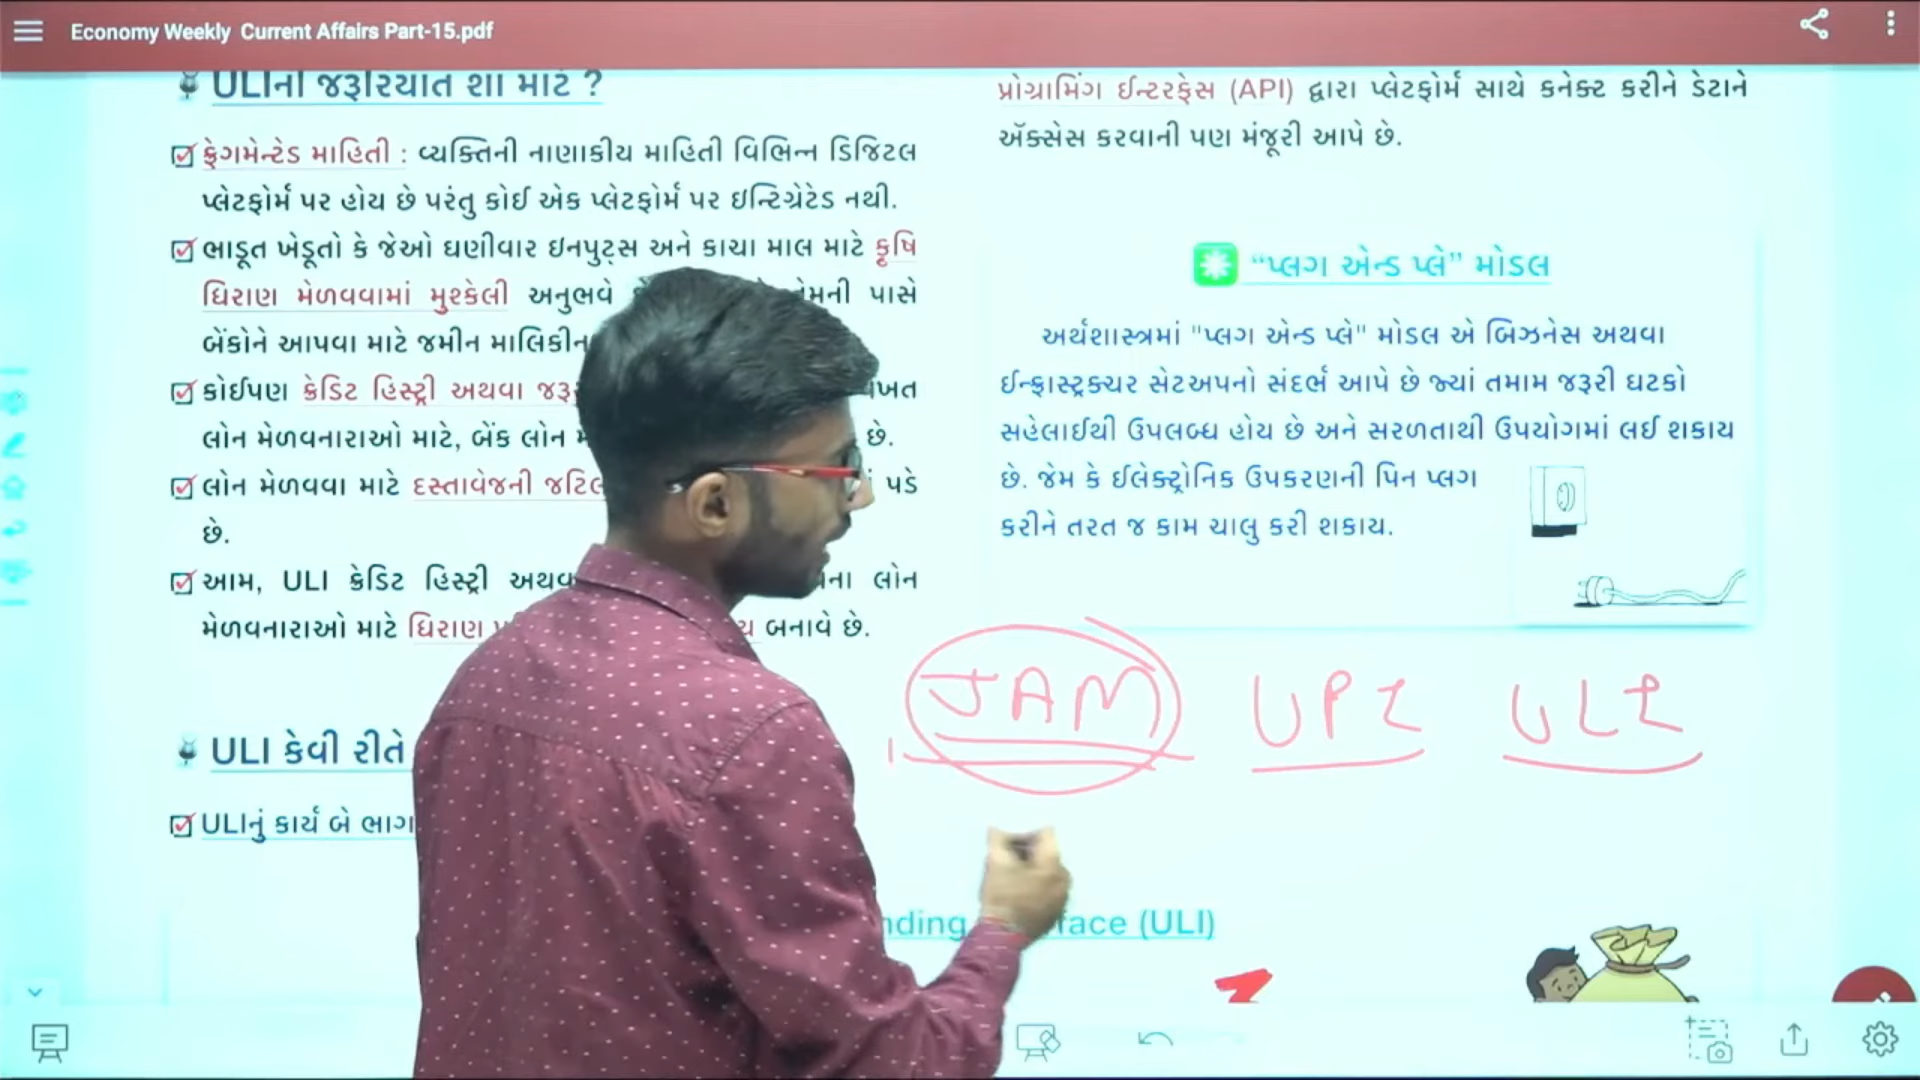 Economy Weekly Current Affairs Part-15.pdf
ULIની જરૂરિયાત શા માટે ?
ફ્રેગમેન્ટેડ માહિતી : વ્યક્તિની નાણાકીય માહિતી વિભિન્ન ડિજિટલ
પ્લેટફોર્મ પર હોય છે પરંતુ કોઈ એક પ્લેટફોર્મ પર ઇન્ટિગ્રેટેડ નથી.
ભાડૂત ખેડૂતો કે જેઓ ઘણીવાર ઇનપુટ્સ અને કાચા માલ માટે કૃષિ
ધિરાણ મેળવવામાં મુશ્કેલી અનુભવે પાસે
બેંકોને આપવા માટે જમીન
કોઈપણ ક્રેડિટ હિસ્ટ્રી અથવા
લોન મેળવનારાઓ માટે, બેંક લોન છે.
લોન મેળવવા માટે દસ્તાવેજની પડે
છે.
આમ, ULI ક્રેડિટ હિસ્ટ્રી લોન
મેળવનારાઓ માટે ધિરાણ બનાવે છે.
ULI કેવી રીતે
ULIનું કાર્ય બે
પ્રોગ્રામિંગ ઈન્ટરફેસ (API) દ્વારા પ્લેટફોર્મ સાથે કનેક્ટ કરીને ડેટાને
ઍક્સેસ કરવાની પણ મંજૂરી આપે છે.
“પ્લગ એન્ડ પ્લે” મોડલ
અર્થશાસ્ત્રમાં "પ્લગ એન્ડ પ્લે" મોડલ એ બિઝનેસ અથવા
ઈન્ફ્રાસ્ટ્રક્ચર સેટઅપનો સંદર્ભ આપે છે જ્યાં તમામ જરૂરી ઘટકો
સહેલાઈથી ઉપલબ્ધ હોય છે અને સરળતાથી ઉપયોગમાં લઈ શકાય
છે. જેમ કે ઈલેક્ટ્રોનિક ઉપકરણની પિન પ્લગ
કરીને તરત જ કામ ચાલુ કરી શકાય.
JAM UPI ULI
(ULI)